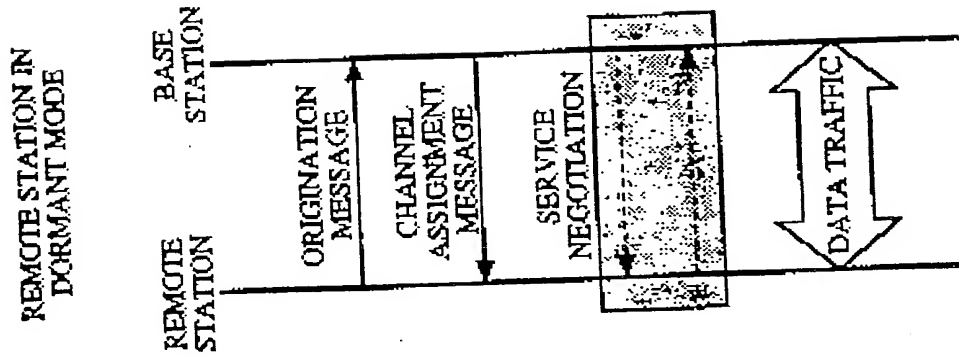 REMOTE STATION IN
DORMANT MODE
REMOTE
STATION
BASE
STATION
ORIGINATION
MESSAGE
CHANNEL
ASSIGNMENT
MESSAGE
SERVICE
NEGOTIATION
DATA TRAFFIC